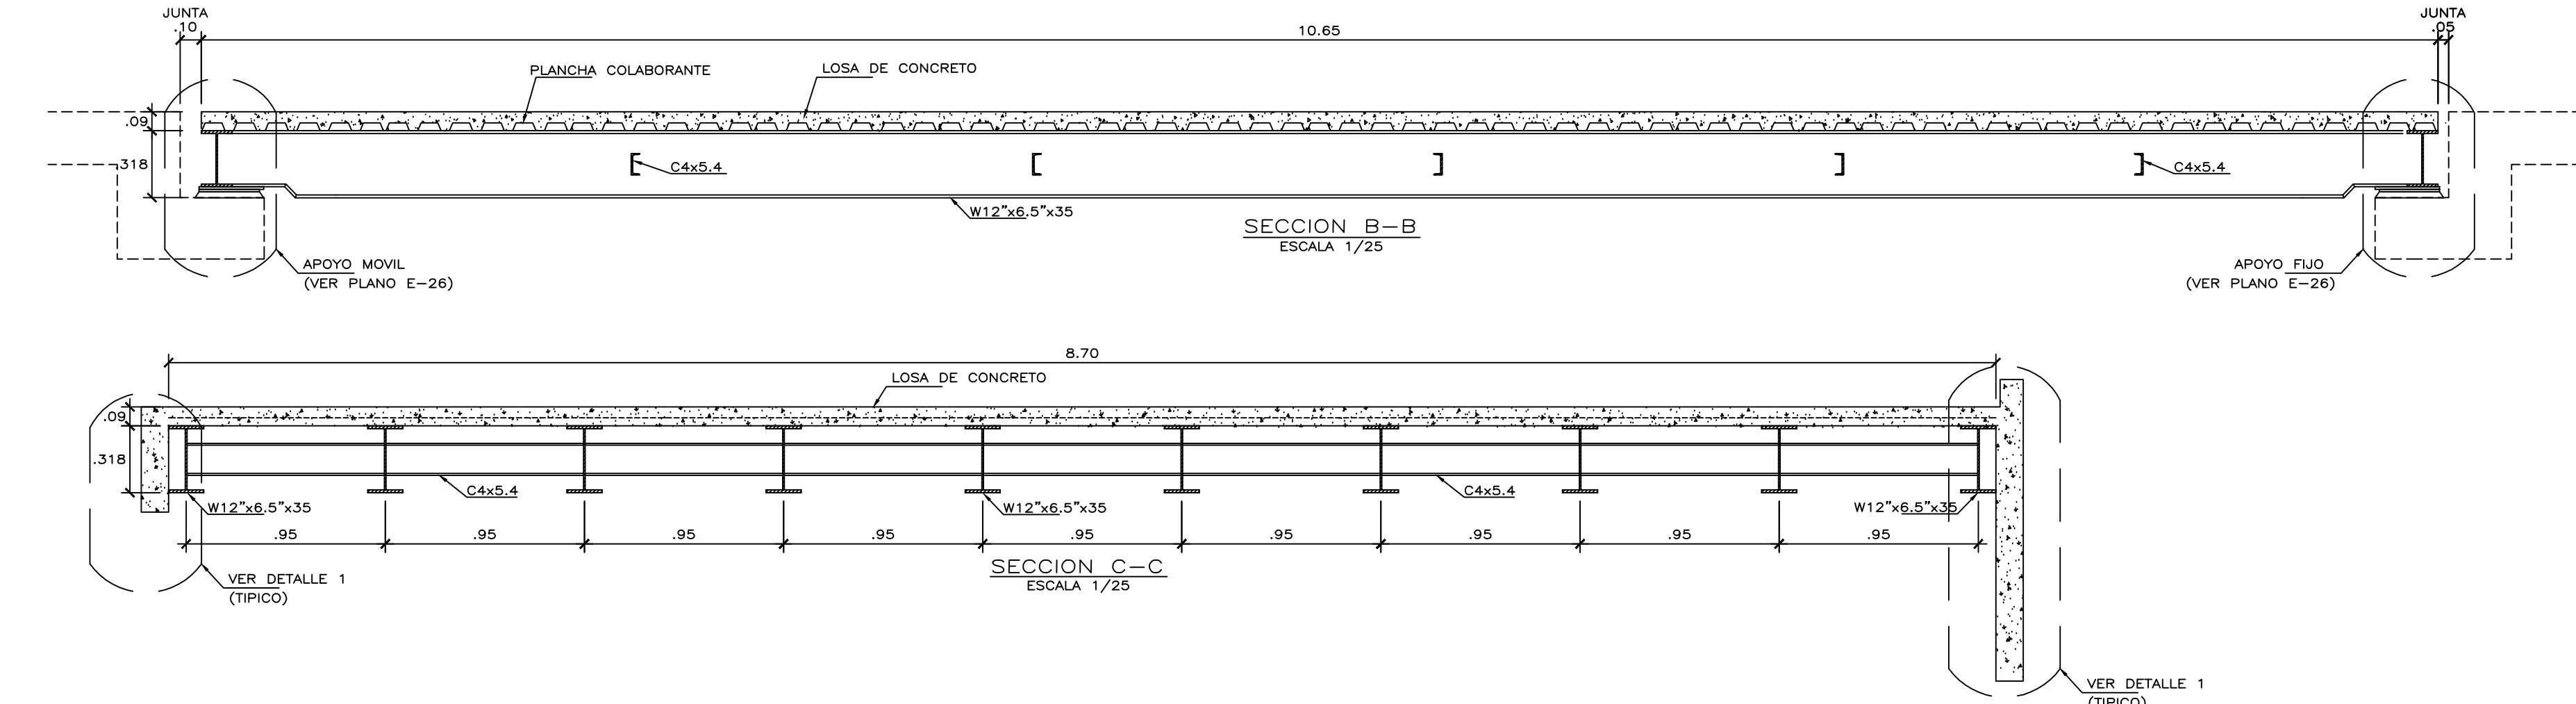 JUNTA
.10
10.65
JUNTA
.05
PLANCHA COLABORANTE
LOSA DE CONCRETO
.09
.318
C4x5.4
C4x5.4
W12"x6.5"x35
SECCION B-B
ESCALA 1/25
APOYO MOVIL
(VER PLANO E-26)
APOYO FIJO
(VER PLANO E-26)
8.70
LOSA DE CONCRETO
.09
.318
C4x5.4
C4x5.4
W12"x6.5"x35
W12"x6.5"x35
W12"x6.5"x35
.95
.95
.95
.95
.95
.95
.95
.95
.95
SECCION C-C
ESCALA 1/25
VER DETALLE 1
(TIPICO)
VER DETALLE 1
(TIPICO)